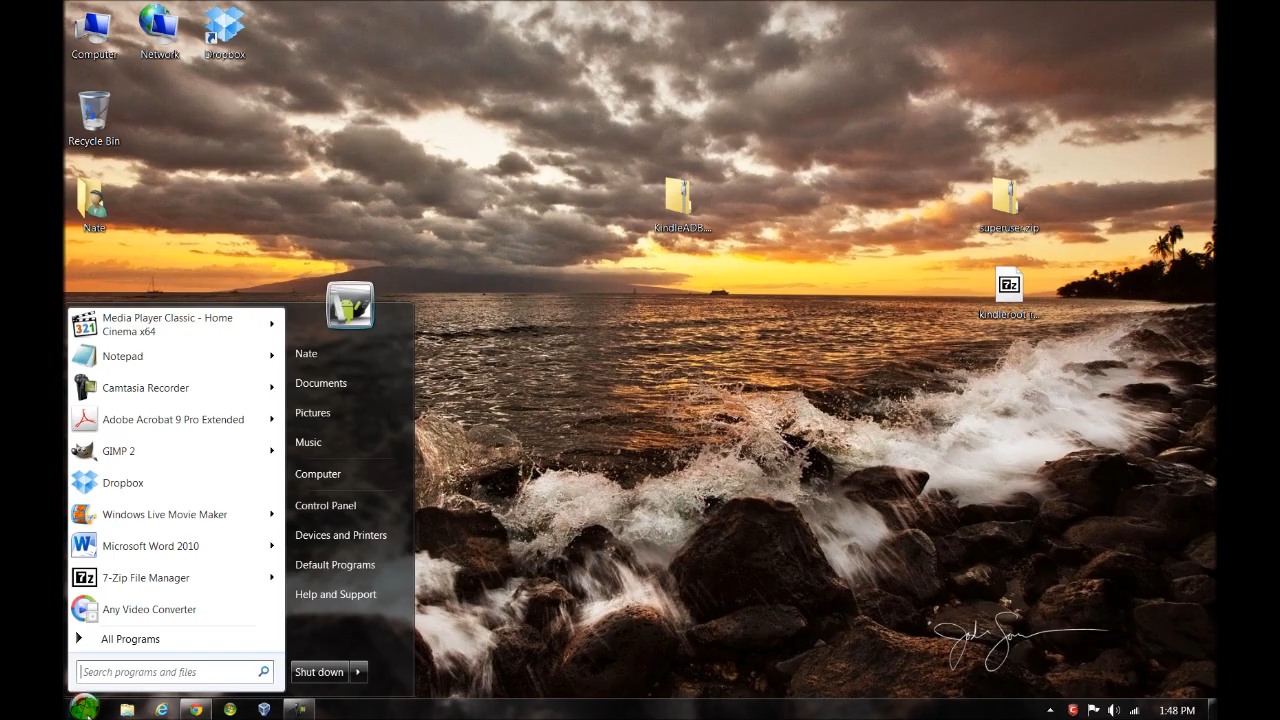 Computer
Network
Dropbox
Recycle Bin
Nate
KindleADB....
superuser.zip
Media Player Classic - Home
Cinema x64
Notepad
Camtasia Recorder
Adobe Acrobat 9 Pro Extended
GIMP 2
Dropbox
Windows Live Movie Maker
Microsoft Word 2010
7-Zip File Manager
Any Video Converter
All Programs
Search programs and files
Nate
Documents
Pictures
Music
Computer
Control Panel
Devices and Printers
Default Programs
Help and Support
Shut down
7z
321
7z
1:48 PM